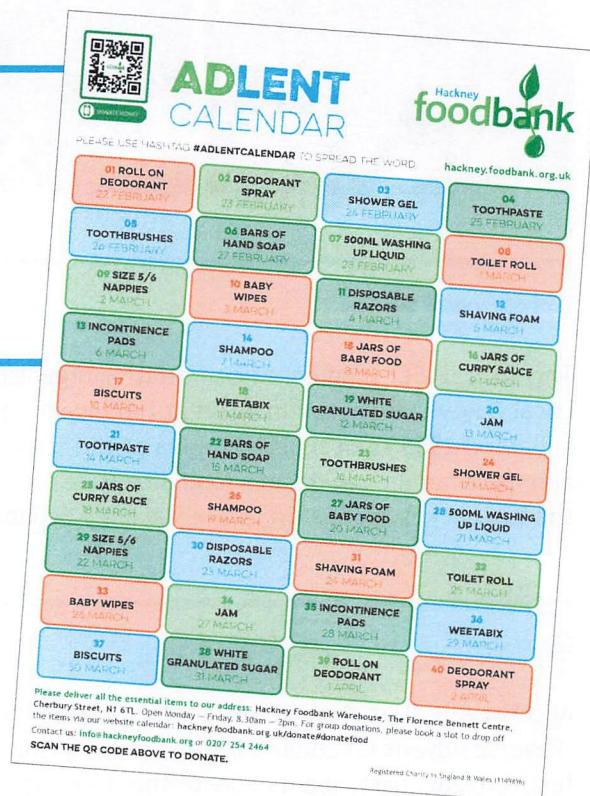 ADLENT
CALENDAR
Hackney
foodbank
DONATE MONEY
PLEASE USE HASHTAG #ADLENTCALENDAR TO SPREAD THE WORD
hackney.foodbank.org.uk
01 ROLL ON
DEODORANT
22 FEBRUARY
02 DEODORANT
SPRAY
23 FEBRUARY
03
SHOWER GEL
24 FEBRUARY
04
TOOTHPASTE
25 FEBRUARY
05
TOOTHBRUSHES
26 FEBRUARY
06 BARS OF
HAND SOAP
27 FEBRUARY
07 500ML WASHING
UP LIQUID
28 FEBRUARY
08
TOILET ROLL
1 MARCH
09 SIZE 5/6
NAPPIES
2 MARCH
10 BABY
WIPES
3 MARCH
11 DISPOSABLE
RAZORS
4 MARCH
12
SHAVING FOAM
5 MARCH
13 INCONTINENCE
PADS
6 MARCH
14
SHAMPOO
7 MARCH
15 JARS OF
BABY FOOD
8 MARCH
16 JARS OF
CURRY SAUCE
9 MARCH
17
BISCUITS
10 MARCH
18
WEETABIX
11 MARCH
19 WHITE
GRANULATED SUGAR
12 MARCH
20
JAM
13 MARCH
21
TOOTHPASTE
14 MARCH
22 BARS OF
HAND SOAP
15 MARCH
23
TOOTHBRUSHES
16 MARCH
24
SHOWER GEL
17 MARCH
25 JARS OF
CURRY SAUCE
18 MARCH
26
SHAMPOO
19 MARCH
27 JARS OF
BABY FOOD
20 MARCH
28 500ML WASHING
UP LIQUID
21 MARCH
29 SIZE 5/6
NAPPIES
22 MARCH
30 DISPOSABLE
RAZORS
23 MARCH
31
SHAVING FOAM
24 MARCH
32
TOILET ROLL
25 MARCH
33
BABY WIPES
26 MARCH
34
JAM
27 MARCH
35 INCONTINENCE
PADS
28 MARCH
36
WEETABIX
29 MARCH
37
BISCUITS
30 MARCH
38 WHITE
GRANULATED SUGAR
31 MARCH
39 ROLL ON
DEODORANT
1 APRIL
40 DEODORANT
SPRAY
2 APRIL
Please deliver all the essential items to our address: Hackney Foodbank Warehouse, The Florence Bennett Centre,
Cherbury Street, N1 6TL. Open Monday – Friday, 8.30am – 2pm. For group donations, please book a slot to drop off
the items via our website calendar: hackney.foodbank.org.uk/donate#donatefood
Contact us: info@hackneyfoodbank.org or 0207 254 2464
SCAN THE QR CODE ABOVE TO DONATE.
Registered Charity in England & Wales (1149896)